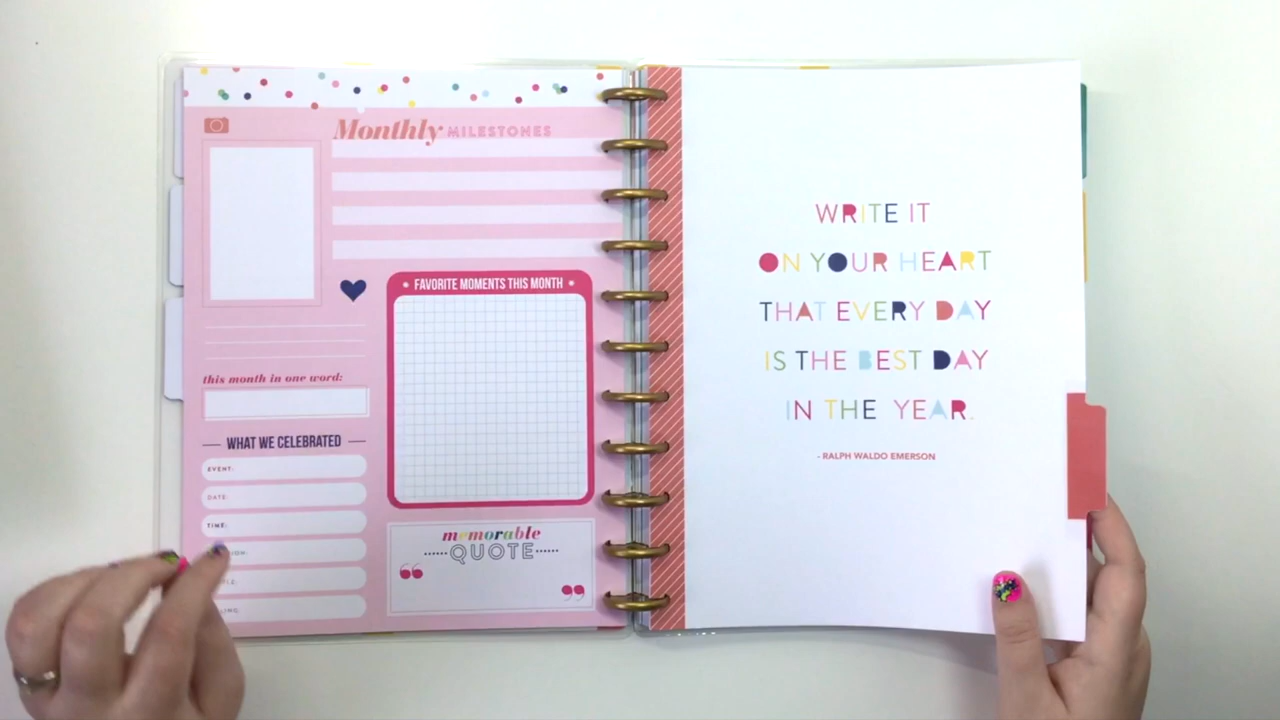 Monthly MILESTONES
FAVORITE MOMENTS THIS MONTH
this month in one word:
WHAT WE CELEBRATED
EVENT:
DATE:
TIME:
memorable
QUOTE
WRITE IT
ON YOUR HEART
THAT EVERY DAY
IS THE BEST DAY
IN THE YEAR.
- RALPH WALDO EMERSON